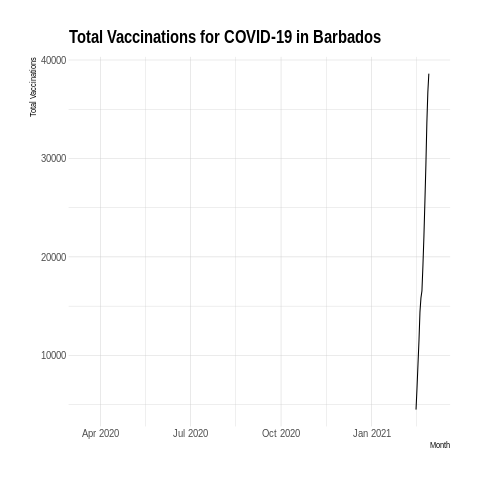 Total Vaccinations for COVID-19 in Barbados
Total Vaccinations
40000
30000
20000
10000
Apr 2020 Jul 2020 Oct 2020 Jan 2021
Month